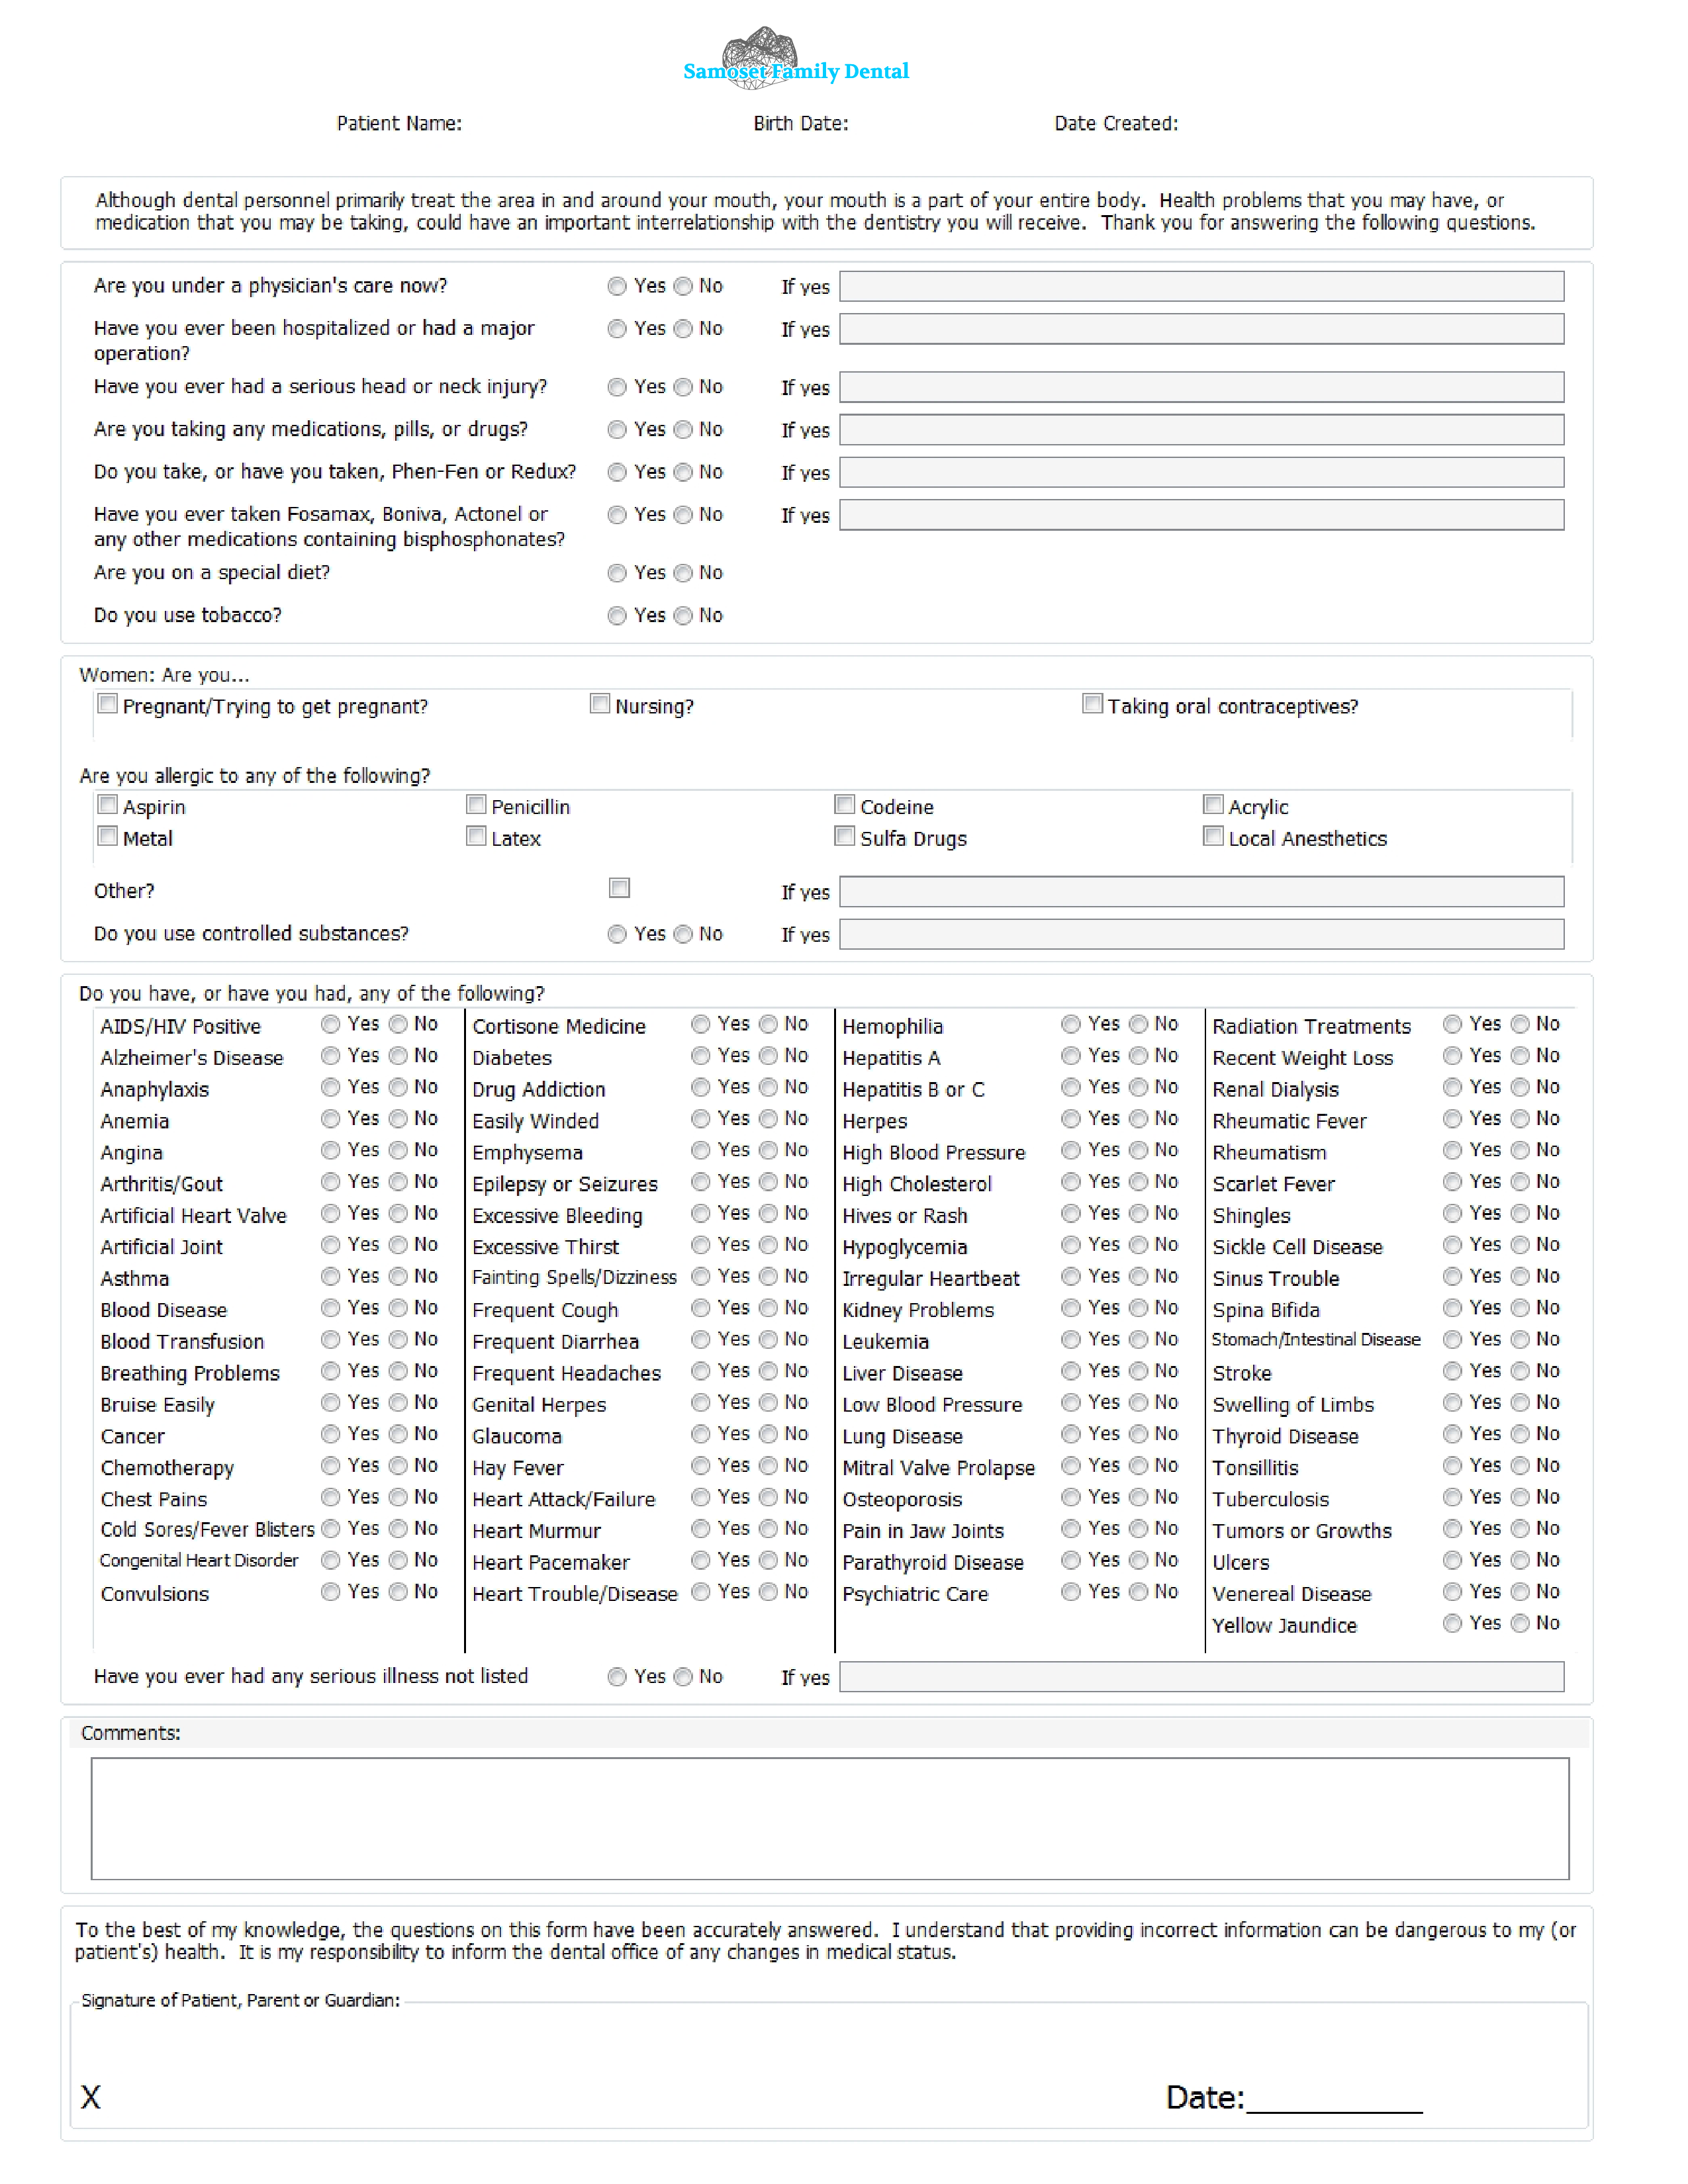 Samoset Family Dental
Patient Name: Birth Date: Date Created:
Although dental personnel primarily treat the area in and around your mouth, your mouth is a part of your entire body. Health problems that you may have, or
medication that you may be taking, could have an important interrelationship with the dentistry you will receive. Thank you for answering the following questions.
Are you under a physician's care now? Yes No If yes
Have you ever been hospitalized or had a major Yes No If yes
operation?
Have you ever had a serious head or neck injury? Yes No If yes
Are you taking any medications, pills, or drugs? Yes No If yes
Do you take, or have you taken, Phen-Fen or Redux? Yes No If yes
Have you ever taken Fosamax, Boniva, Actonel or Yes No If yes
any other medications containing bisphosphonates?
Are you on a special diet? Yes No
Do you use tobacco? Yes No
Women: Are you...
Pregnant/Trying to get pregnant? Nursing? Taking oral contraceptives?
Are you allergic to any of the following?
Aspirin Penicillin Codeine Acrylic
Metal Latex Sulfa Drugs Local Anesthetics
Other? If yes
Do you use controlled substances? Yes No If yes
Do you have, or have you had, any of the following?
AIDS/HIV Positive Yes No Cortisone Medicine Yes No Hemophilia Yes No Radiation Treatments Yes No
Alzheimer's Disease Yes No Diabetes Yes No Hepatitis A Yes No Recent Weight Loss Yes No
Anaphylaxis Yes No Drug Addiction Yes No Hepatitis B or C Yes No Renal Dialysis Yes No
Anemia Yes No Easily Winded Yes No Herpes Yes No Rheumatic Fever Yes No
Angina Yes No Emphysema Yes No High Blood Pressure Yes No Rheumatism Yes No
Arthritis/Gout Yes No Epilepsy or Seizures Yes No High Cholesterol Yes No Scarlet Fever Yes No
Artificial Heart Valve Yes No Excessive Bleeding Yes No Hives or Rash Yes No Shingles Yes No
Artificial Joint Yes No Excessive Thirst Yes No Hypoglycemia Yes No Sickle Cell Disease Yes No
Asthma Yes No Fainting Spells/Dizziness Yes No Irregular Heartbeat Yes No Sinus Trouble Yes No
Blood Disease Yes No Frequent Cough Yes No Kidney Problems Yes No Spina Bifida Yes No
Blood Transfusion Yes No Frequent Diarrhea Yes No Leukemia Yes No Stomach/Intestinal Disease Yes No
Breathing Problems Yes No Frequent Headaches Yes No Liver Disease Yes No Stroke Yes No
Bruise Easily Yes No Genital Herpes Yes No Low Blood Pressure Yes No Swelling of Limbs Yes No
Cancer Yes No Glaucoma Yes No Lung Disease Yes No Thyroid Disease Yes No
Chemotherapy Yes No Hay Fever Yes No Mitral Valve Prolapse Yes No Tonsillitis Yes No
Chest Pains Yes No Heart Attack/Failure Yes No Osteoporosis Yes No Tuberculosis Yes No
Cold Sores/Fever Blisters Yes No Heart Murmur Yes No Pain in Jaw Joints Yes No Tumors or Growths Yes No
Congenital Heart Disorder Yes No Heart Pacemaker Yes No Parathyroid Disease Yes No Ulcers Yes No
Convulsions Yes No Heart Trouble/Disease Yes No Psychiatric Care Yes No Venereal Disease Yes No
Yellow Jaundice Yes No
Have you ever had any serious illness not listed Yes No If yes
Comments:
To the best of my knowledge, the questions on this form have been accurately answered. I understand that providing incorrect information can be dangerous to my (or
patient's) health. It is my responsibility to inform the dental office of any changes in medical status.
Signature of Patient, Parent or Guardian:
X Date:___________